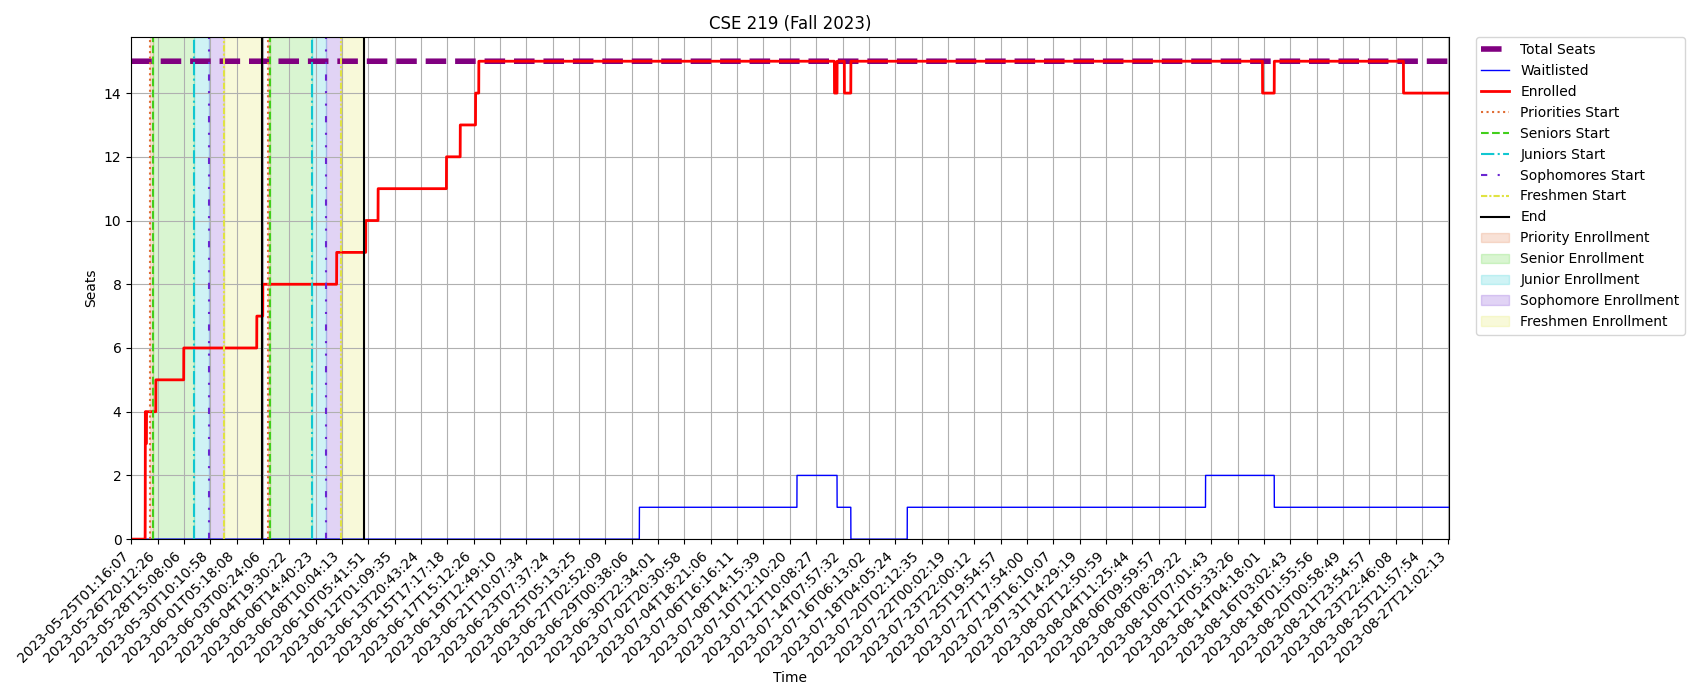 CSE 219 (Fall 2023)
Seats
14
12
10
8
6
4
2
0
2023-05-25T01:16:07
2023-05-26T20:12:26
2023-05-28T15:08:06
2023-05-30T10:10:58
2023-06-01T05:18:09
2023-06-03T00:24:06
2023-06-04T19:30:22
2023-06-06T14:40:23
2023-06-08T10:04:13
2023-06-10T05:41:51
2023-06-12T01:09:35
2023-06-13T20:43:24
2023-06-15T17:17:18
2023-06-17T15:12:26
2023-06-19T12:49:10
2023-06-21T10:07:34
2023-06-23T07:37:24
2023-06-25T05:13:25
2023-06-27T02:52:09
2023-06-29T00:38:06
2023-06-30T22:34:01
2023-07-02T20:30:58
2023-07-04T18:21:06
2023-07-06T16:16:11
2023-07-08T14:15:39
2023-07-10T12:10:20
2023-07-12T10:08:27
2023-07-14T07:57:32
2023-07-16T06:13:02
2023-07-18T04:05:24
2023-07-20T02:12:35
2023-07-22T00:02:19
2023-07-23T22:00:12
2023-07-25T19:54:57
2023-07-27T17:54:00
2023-07-29T16:10:07
2023-07-31T14:29:19
2023-08-02T12:50:59
2023-08-04T11:25:44
2023-08-06T09:59:57
2023-08-08T08:29:22
2023-08-10T07:01:43
2023-08-12T05:33:26
2023-08-14T04:18:01
2023-08-16T03:02:43
2023-08-18T01:55:56
2023-08-20T00:58:49
2023-08-21T23:54:57
2023-08-23T22:46:08
2023-08-25T21:57:54
2023-08-27T21:02:13
Time
Total Seats
Waitlisted
Enrolled
Priorities Start
Seniors Start
Juniors Start
Sophomores Start
Freshmen Start
End
Priority Enrollment
Senior Enrollment
Junior Enrollment
Sophomore Enrollment
Freshmen Enrollment